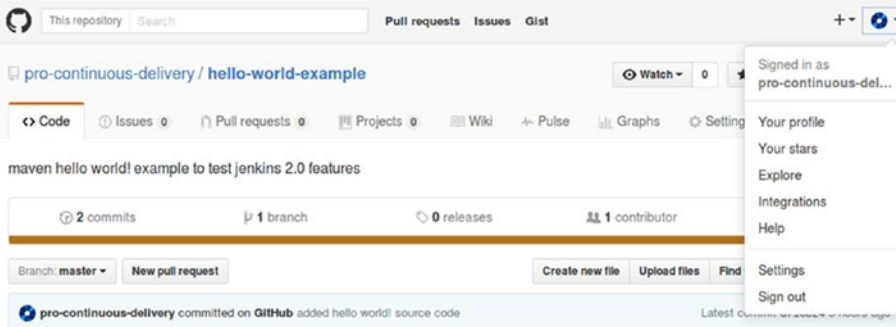 This repository Search Pull requests Issues Gist
Signed in as
pro-continuous-del...
pro-continuous-delivery / hello-world-example Watch 0
Code Issues 0 Pull requests 0 Projects 0 Wiki Pulse Graphs Setting
Your profile
Your stars
Explore
Integrations
Help
Settings
Sign out
maven hello world! example to test jenkins 2.0 features
2 commits 1 branch 0 releases 1 contributor
Branch: master New pull request Create new file Upload files Find
pro-continuous-delivery committed on GitHub added hello world! source code Latest